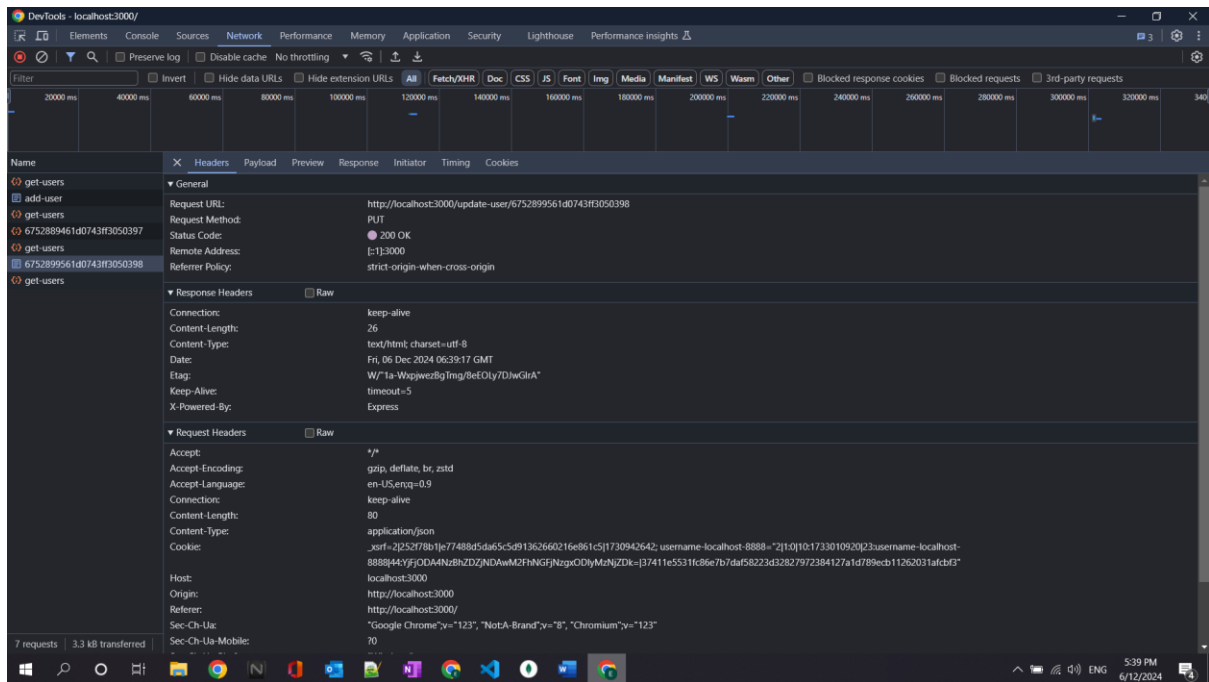 DevTools - localhost:3000/
Elements Console Sources Network Performance Memory Application Security Lighthouse Performance insights 3
Preserve log Disable cache No throttling
Filter Invert Hide data URLs Hide extension URLs All Fetch/XHR Doc CSS JS Font Img Media Manifest WS Wasm Other Blocked response cookies Blocked requests 3rd-party requests
20000 ms 40000 ms 60000 ms 80000 ms 100000 ms 120000 ms 140000 ms 160000 ms 180000 ms 200000 ms 220000 ms 240000 ms 260000 ms 280000 ms 300000 ms 320000 ms 340
Name
get-users
add-user
get-users
6752889461d0743ff3050397
get-users
6752899561d0743ff3050398
get-users
7 requests 3.3 kB transferred
Headers Payload Preview Response Initiator Timing Cookies
General
Request URL: http://localhost:3000/update-user/6752899561d0743ff3050398
Request Method: PUT
Status Code: 200 OK
Remote Address: [::1]:3000
Referrer Policy: strict-origin-when-cross-origin
Response Headers Raw
Connection: keep-alive
Content-Length: 26
Content-Type: text/html; charset=utf-8
Date: Fri, 06 Dec 2024 06:39:17 GMT
Etag: W/"1a-WxpjwezBgTmg/8eEOLy7DJwGlrA"
Keep-Alive: timeout=5
X-Powered-By: Express
Request Headers Raw
Accept: */*
Accept-Encoding: gzip, deflate, br, zstd
Accept-Language: en-US,en;q=0.9
Connection: keep-alive
Content-Length: 80
Content-Type: application/json
Cookie: _xsrf=2|252f78b1|e77488d5da65c5d91362660216e861c5|1730942642; username-localhost-8888="2|1:0|10:1733010920|23:username-localhost-
8888|44:YjFjODA4NzBhZDZjNDAwM2FhNGFjNzgxODIyMzNjZDk=|37411e5531fc86e7b7daf58223d32827972384127a1d789ecb11262031afcbf3"
Host: localhost:3000
Origin: http://localhost:3000
Referer: http://localhost:3000/
Sec-Ch-Ua: "Google Chrome";v="123", "Not:A-Brand";v="8", "Chromium";v="123"
Sec-Ch-Ua-Mobile: ?0
ENG 5:39 PM
6/12/2024
4